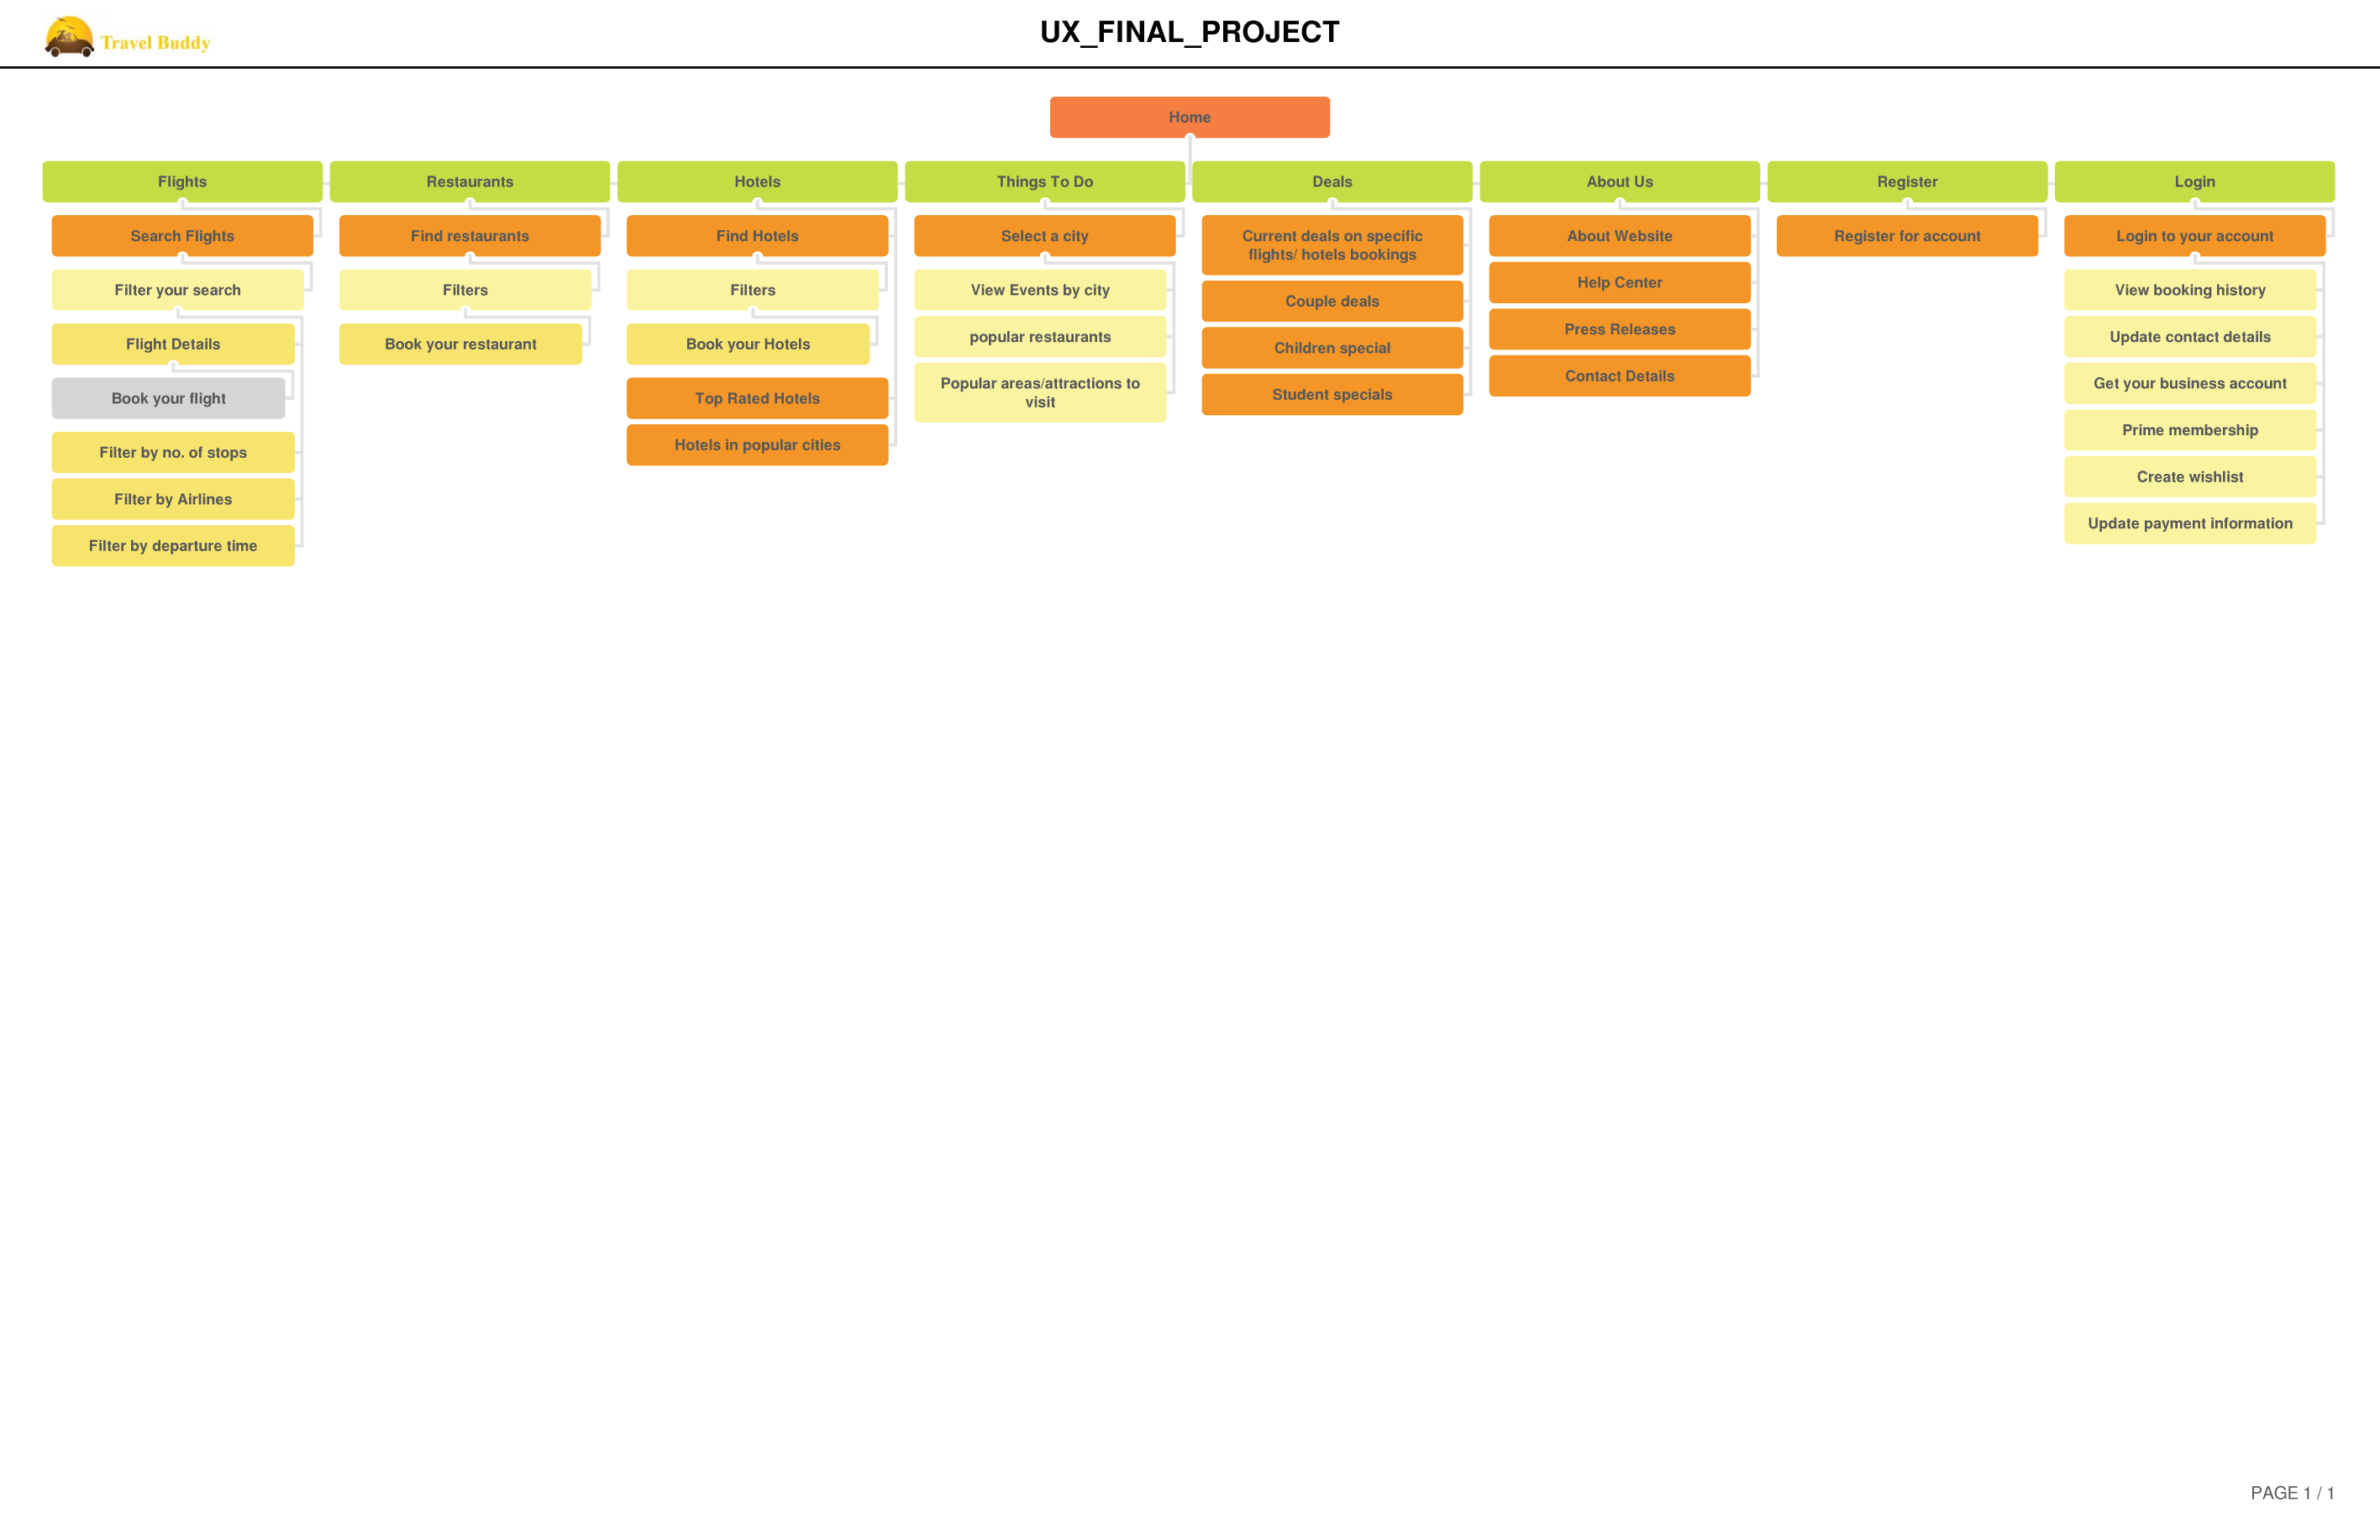 Travel Buddy
UX_FINAL_PROJECT
Home
Flights
Search Flights
Filter your search
Flight Details
Book your flight
Filter by no. of stops
Filter by Airlines
Filter by departure time
Restaurants
Find restaurants
Filters
Book your restaurant
Hotels
Find Hotels
Filters
Book your Hotels
Top Rated Hotels
Hotels in popular cities
Things To Do
Select a city
View Events by city
popular restaurants
Popular areas/attractions to
visit
Deals
Current deals on specific
flights/ hotels bookings
Couple deals
Children special
Student specials
About Us
About Website
Help Center
Press Releases
Contact Details
Register
Register for account
Login
Login to your account
View booking history
Update contact details
Get your business account
Prime membership
Create wishlist
Update payment information
PAGE 1 / 1